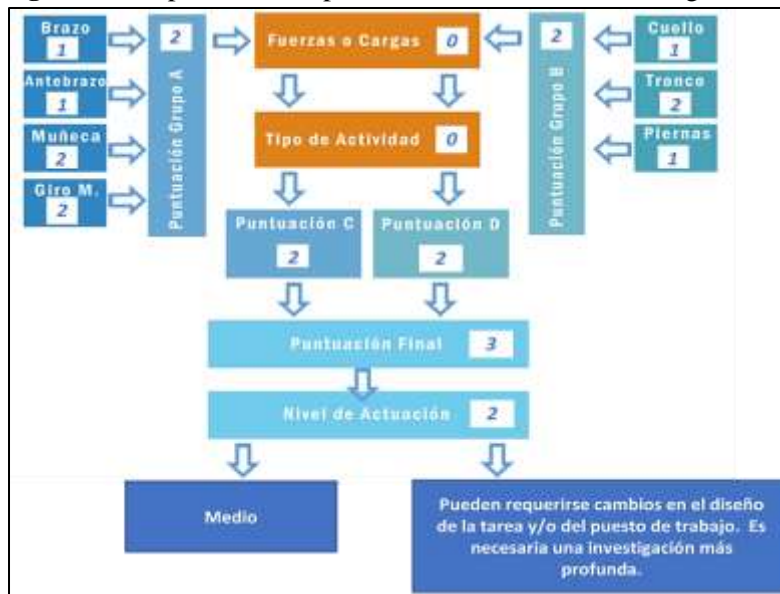 Brazo
1
Antebrazo
1
Muñeca
2
Giro M.
2
2
Puntuación Grupo A
Fuerzas o Cargas 0
Tipo de Actividad 0
Puntuación C
2
Puntuación D
2
2
Puntuación Grupo B
Cuello
1
Tronco
2
Piernas
1
Puntuación Final 3
Nivel de Actuación 2
Medio
Pueden requerirse cambios en el diseño
de la tarea y/o del puesto de trabajo. Es
necesaria una investigación más
profunda.